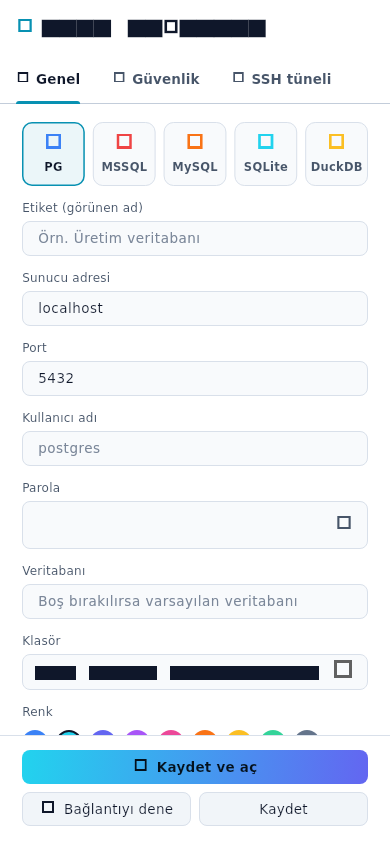 Genel Güvenlik SSH tüneli
PG MSSQL MySQL SQLite DuckDB
Etiket (görünen ad)
Örn. Üretim veritabanı
Sunucu adresi
localhost
Port
5432
Kullanıcı adı
postgres
Parola
Veritabanı
Boş bırakılırsa varsayılan veritabanı
Klasör
Renk
Kaydet ve aç
Bağlantıyı dene Kaydet